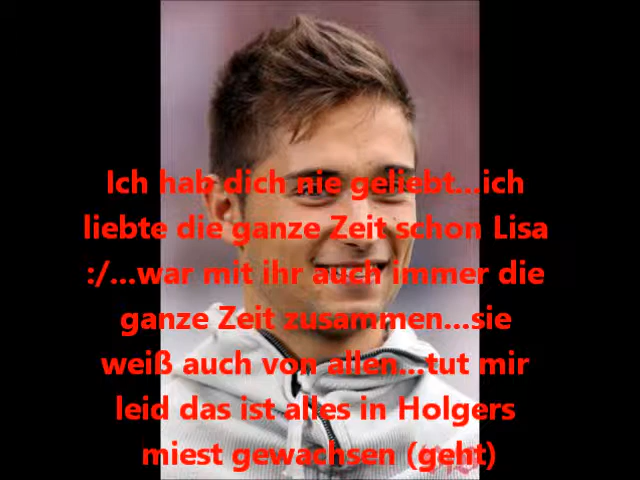 Ich hab dich nie geliebt...ich
liebte die ganze Zeit schon Lisa
:/...war mit ihr auch immer die
ganze Zeit zusammen...sie
weiß auch von allen...tut mir
leid das ist alles in Holgers
miest gewachsen (geht)